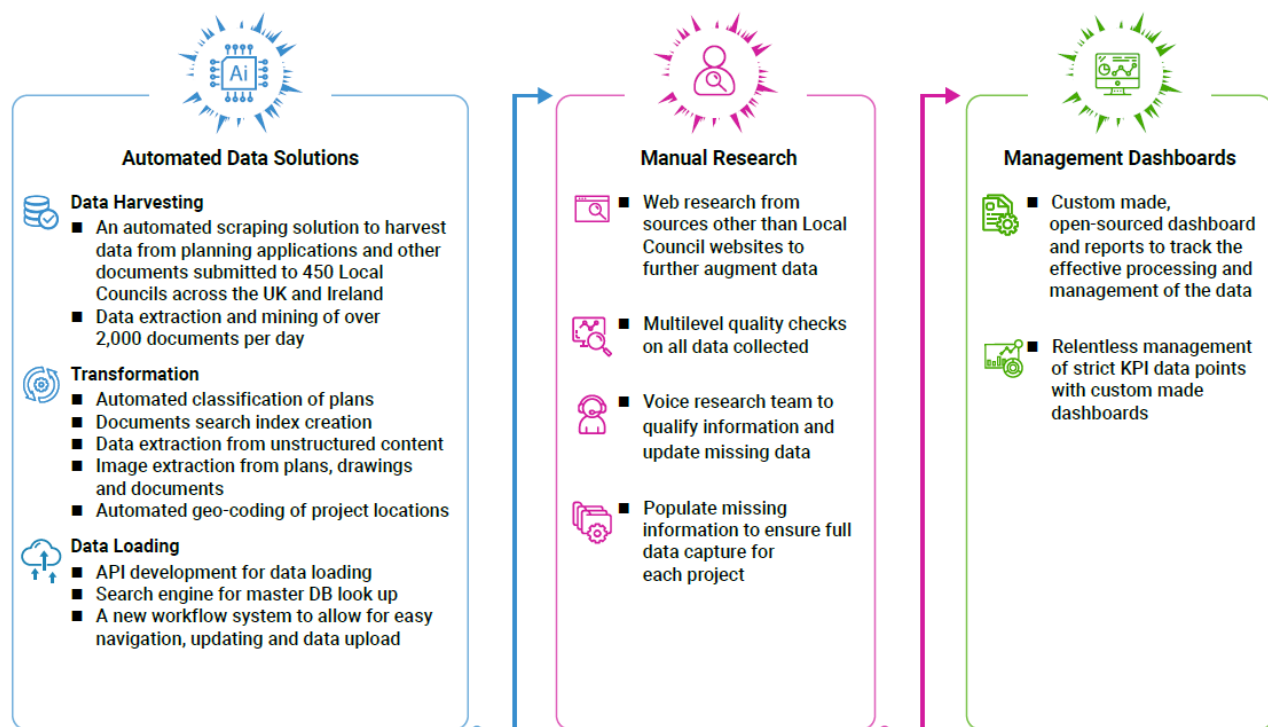 Ai
Automated Data Solutions
Data Harvesting
■ An automated scraping solution to harvest
data from planning applications and other
documents submitted to 450 Local
Councils across the UK and Ireland
■ Data extraction and mining of over
2,000 documents per day
Transformation
■ Automated classification of plans
■ Documents search index creation
■ Data extraction from unstructured content
■ Image extraction from plans, drawings
and documents
■ Automated geo-coding of project locations
Data Loading
■ API development for data loading
■ Search engine for master DB look up
■ A new workflow system to allow for easy
navigation, updating and data upload
Manual Research
■ Web research from
sources other than Local
Council websites to
further augment data
■ Multilevel quality checks
on all data collected
■ Voice research team to
qualify information and
update missing data
■ Populate missing
information to ensure full
data capture for
each project
Management Dashboards
■ Custom made,
open-sourced dashboard
and reports to track the
effective processing and
management of the data
■ Relentless management
of strict KPI data points
with custom made
dashboards